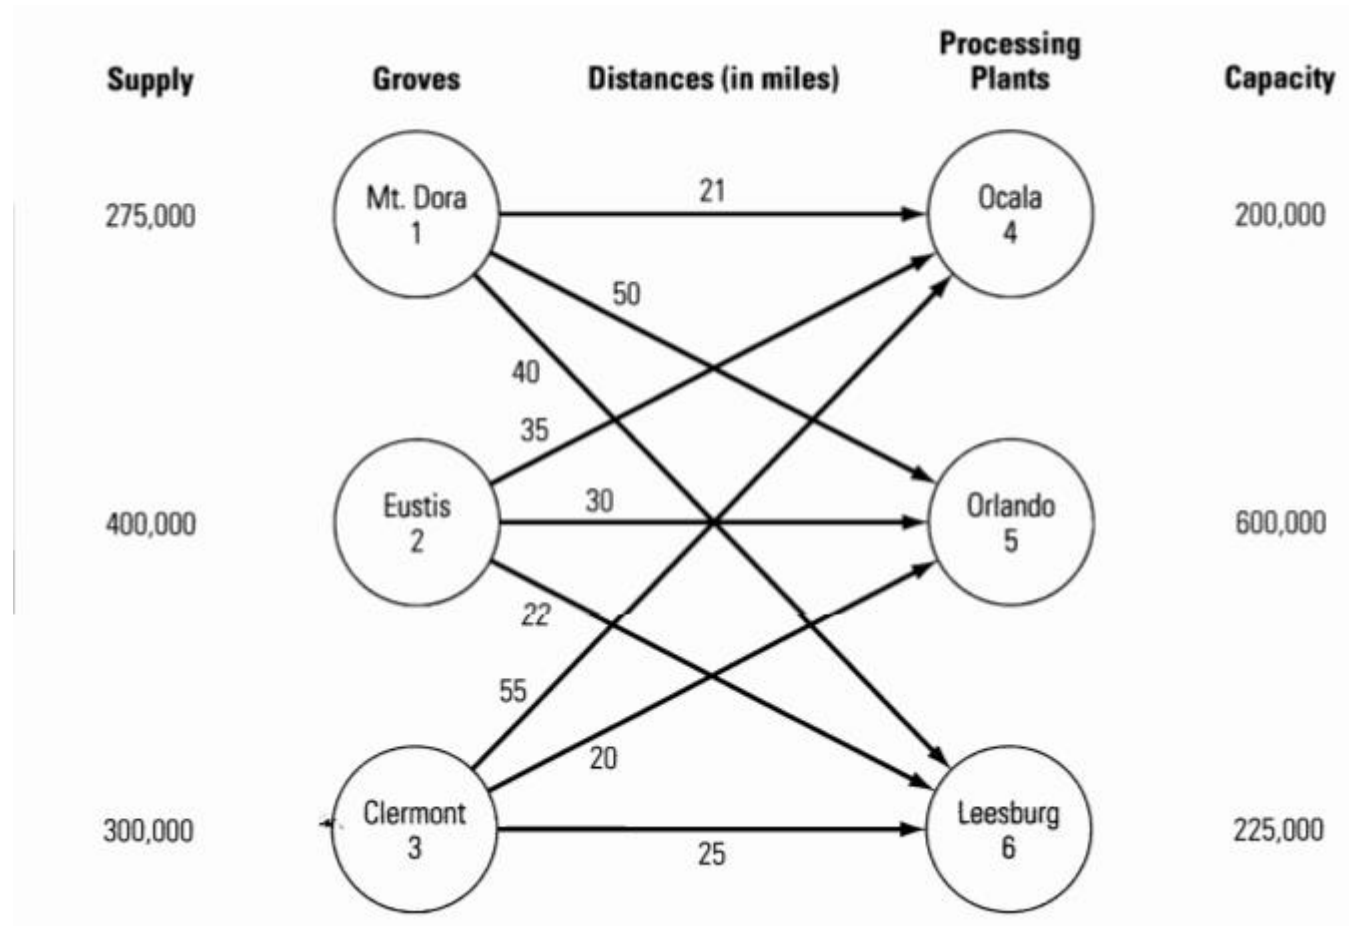 Processing
Supply Groves Distances (in miles) Plants Capacity
Mt. Dora
1
21
Ocala
4
275,000
200,000
50
40
35
Eustis
2
30
Orlando
5
400,000
600,000
22
55
20
Clermont
3
25
Leesburg
6
300,000
225,000